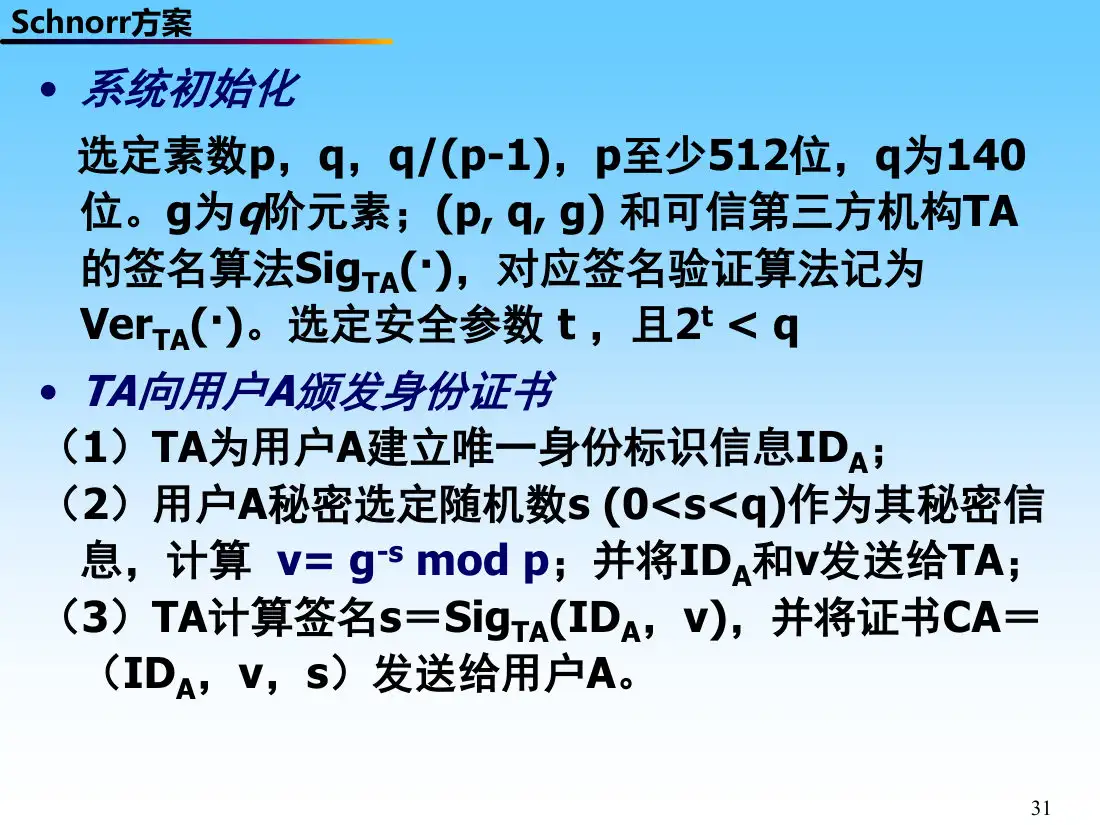 Schnorr方案
• 系统初始化
选定素数p，q，q/(p-1)，p至少512位，q为140
位。g为q阶元素；(p, q, g) 和可信第三方机构TA
的签名算法SigTA(·)，对应签名验证算法记为
VerTA(·)。选定安全参数 t ，且2^t < q
• TA向用户A颁发身份证书
（1）TA为用户A建立唯一身份标识信息IDA；
（2）用户A秘密选定随机数s (0<s<q)作为其秘密信
息，计算 v= g^-s mod p；并将IDA和v发送给TA；
（3）TA计算签名s＝SigTA(IDA，v)，并将证书CA＝
（IDA，v，s）发送给用户A。
31